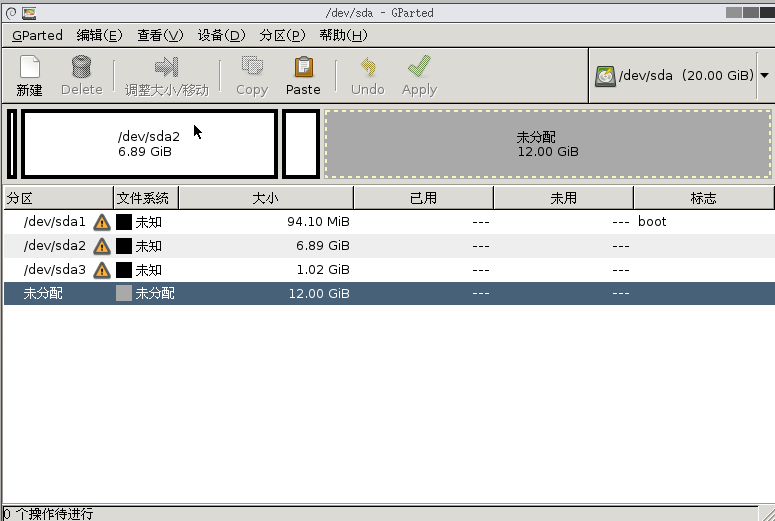 /dev/sda - GParted
GParted 编辑(E) 查看(V) 设备(D) 分区(P) 帮助(H)
新建 Delete 调整大小/移动 Copy Paste Undo Apply /dev/sda (20.00 GiB)
/dev/sda2
6.89 GiB
未分配
12.00 GiB
分区 文件系统 大小 已用 未用 标志
/dev/sda1 未知 94.10 MiB --- --- boot
/dev/sda2 未知 6.89 GiB --- ---
/dev/sda3 未知 1.02 GiB --- ---
未分配 未分配 12.00 GiB --- ---
0 个操作待进行